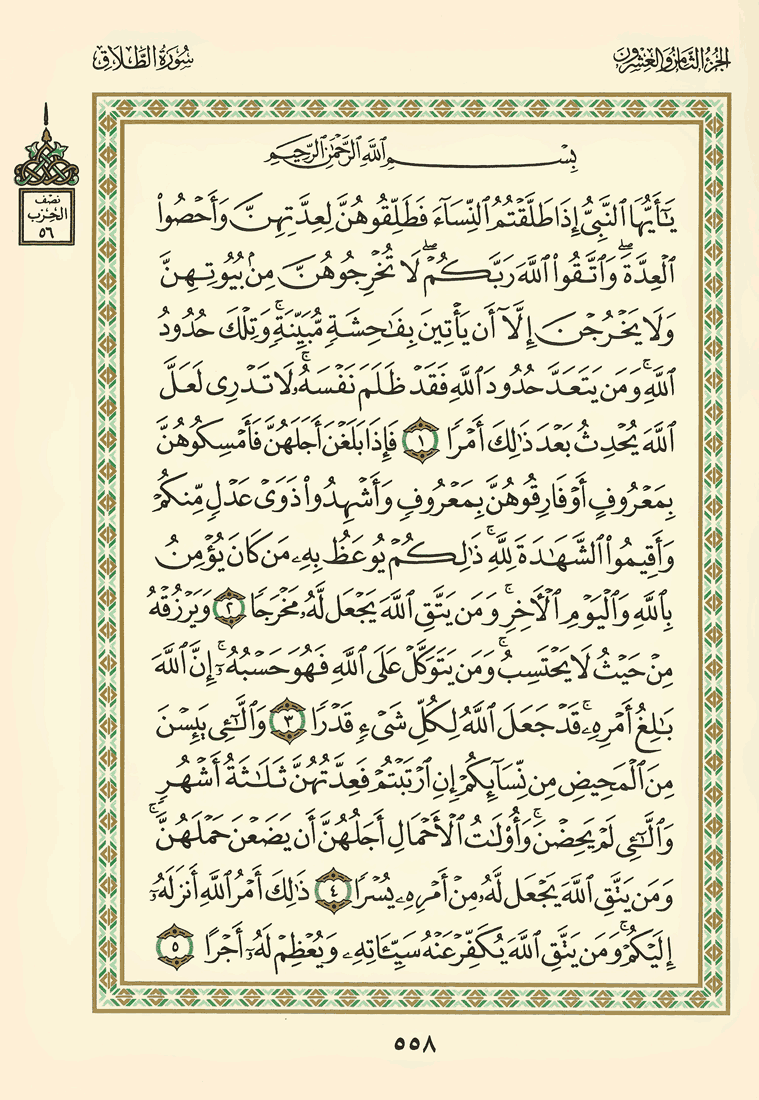 الجزء الثامن والعشرون
سورة الطلاق
نصف
الحزب
٥٦
بِسْمِ ٱللَّهِ ٱلرَّحْمَٰنِ ٱلرَّحِيمِ
يَٰٓأَيُّهَا ٱلنَّبِيُّ إِذَا طَلَّقْتُمُ ٱلنِّسَآءَ فَطَلِّقُوهُنَّ لِعِدَّتِهِنَّ وَأَحْصُوا۟
ٱلْعِدَّةَ ۖ وَٱتَّقُوا۟ ٱللَّهَ رَبَّكُمْ ۖ لَا تُخْرِجُوهُنَّ مِنۢ بُيُوتِهِنَّ
وَلَا يَخْرُجْنَ إِلَّآ أَن يَأْتِينَ بِفَٰحِشَةٍ مُّبَيِّنَةٍ ۚ وَتِلْكَ حُدُودُ
ٱللَّهِ ۚ وَمَن يَتَعَدَّ حُدُودَ ٱللَّهِ فَقَدْ ظَلَمَ نَفْسَهُۥ ۚ لَا تَدْرِى لَعَلَّ
ٱللَّهَ يُحْدِثُ بَعْدَ ذَٰلِكَ أَمْرًا ١ فَإِذَا بَلَغْنَ أَجَلَهُنَّ فَأَمْسِكُوهُنَّ
بِمَعْرُوفٍ أَوْ فَارِقُوهُنَّ بِمَعْرُوفٍ وَأَشْهِدُوا۟ ذَوَىْ عَدْلٍ مِّنكُمْ
وَأَقِيمُوا۟ ٱلشَّهَٰدَةَ لِلَّهِ ۚ ذَٰلِكُمْ يُوعَظُ بِهِۦ مَن كَانَ يُؤْمِنُ
بِٱللَّهِ وَٱلْيَوْمِ ٱلْءَاخِرِ ۚ وَمَن يَتَّقِ ٱللَّهَ يَجْعَل لَّهُۥ مَخْرَجًا ٢ وَيَرْزُقْهُ
مِنْ حَيْثُ لَا يَحْتَسِبُ ۚ وَمَن يَتَوَكَّلْ عَلَى ٱللَّهِ فَهُوَ حَسْبُهُۥٓ ۚ إِنَّ ٱللَّهَ
بَٰلِغُ أَمْرِهِۦ ۚ قَدْ جَعَلَ ٱللَّهُ لِكُلِّ شَىْءٍ قَدْرًا ٣ وَٱلَّٰٓـِٔى يَئِسْنَ
مِنَ ٱلْمَحِيضِ مِن نِّسَآئِكُمْ إِنِ ٱرْتَبْتُمْ فَعِدَّتُهُنَّ ثَلَٰثَةُ أَشْهُرٍ
وَٱلَّٰٓـِٔى لَمْ يَحِضْنَ ۚ وَأُو۟لَٰتُ ٱلْأَحْمَالِ أَجَلُهُنَّ أَن يَضَعْنَ حَمْلَهُنَّ ۚ
وَمَن يَتَّقِ ٱللَّهَ يَجْعَل لَّهُۥ مِنْ أَمْرِهِۦ يُسْرًا ٤ ذَٰلِكَ أَمْرُ ٱللَّهِ أَنزَلَهُۥٓ
إِلَيْكُمْ ۚ وَمَن يَتَّقِ ٱللَّهَ يُكَفِّرْ عَنْهُ سَيِّـَٔاتِهِۦ وَيُعْظِمْ لَهُۥٓ أَجْرًا ٥
٥٥٨